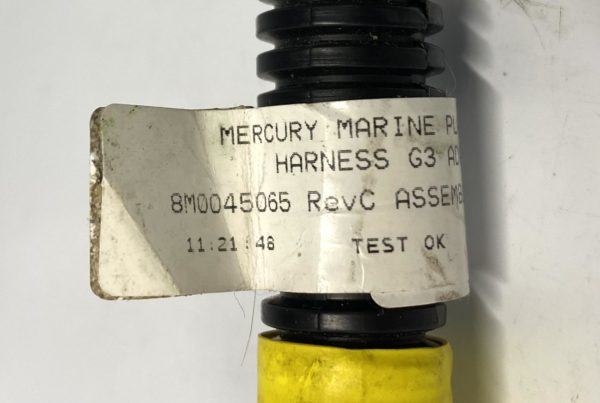 MERCURY MARINE
HARNESS G3
8M0045065 RevC
11:21:48 TEST OK